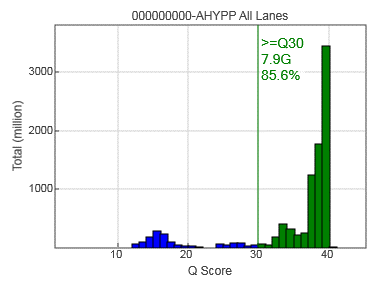 000000000-AHYPP All Lanes
>=Q30
7.9G
85.6%
3000
2000
1000
Total (million)
10 20 30 40
Q Score